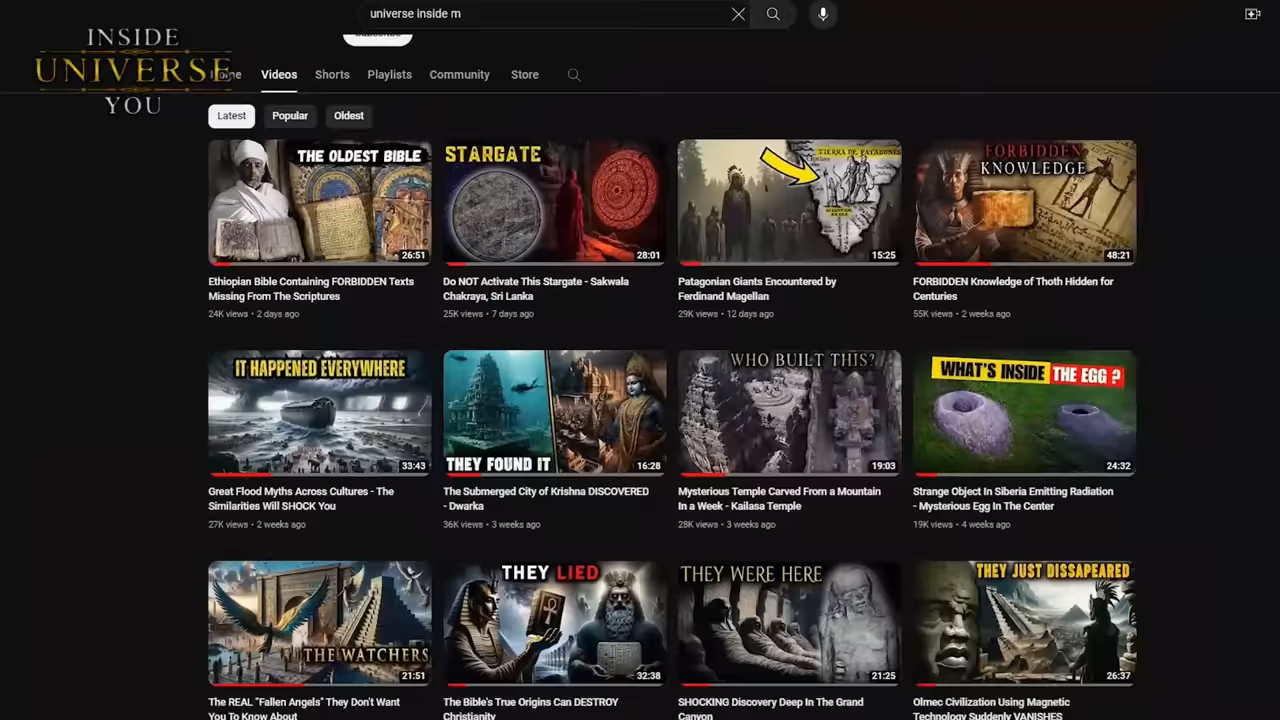 universe inside m
Subscribe
INSIDE
UNIVERSE
YOU
Home
Videos
Shorts
Playlists
Community
Store
Latest
Popular
Oldest
THE OLDEST BIBLE
26:51
STARGATE
28:01
TIERRA DE PATAGONES
15:25
FORBIDDEN
KNOWLEDGE
48:21
Ethiopian Bible Containing FORBIDDEN Texts
Missing From The Scriptures
24K views • 2 days ago
Do NOT Activate This Stargate - Sakwala
Chakraya, Sri Lanka
25K views • 7 days ago
Patagonian Giants Encountered by
Ferdinand Magellan
29K views • 12 days ago
FORBIDDEN Knowledge of Thoth Hidden for
Centuries
55K views • 2 weeks ago
IT HAPPENED EVERYWHERE
33:43
THEY FOUND IT
16:28
WHO BUILT THIS?
19:03
WHAT'S INSIDE THE EGG ?
24:32
Great Flood Myths Across Cultures - The
Similarities Will SHOCK You
27K views • 2 weeks ago
The Submerged City of Krishna DISCOVERED
- Dwarka
36K views • 3 weeks ago
Mysterious Temple Carved From a Mountain
In a Week - Kailasa Temple
28K views • 3 weeks ago
Strange Object In Siberia Emitting Radiation
- Mysterious Egg In The Center
19K views • 4 weeks ago
THE WATCHERS
21:51
THEY LIED
32:38
THEY WERE HERE
21:25
THEY JUST DISSAPEARED
26:37
The REAL "Fallen Angels" They Don't Want
You To Know About
The Bible's True Origins Can DESTROY
Christianity
SHOCKING Discovery Deep In The Grand
Canyon
Olmec Civilization Using Magnetic
Technology Suddenly VANISHES